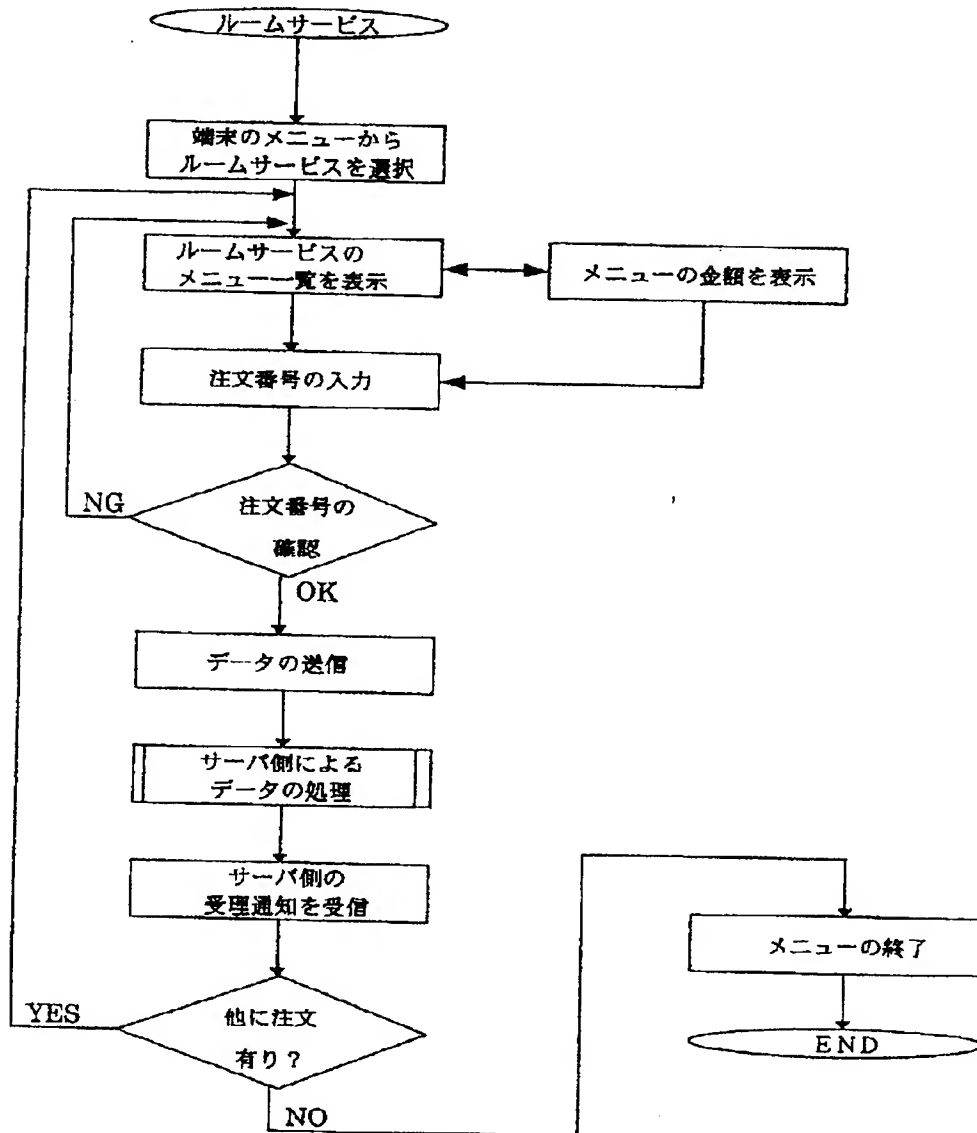 ルームサービス
端末のメニューから
ルームサービスを選択
ルームサービスの
メニュー一覧を表示
メニューの金額を表示
注文番号の入力
NG
注文番号の
確認
OK
データの送信
サーバ側による
データの処理
サーバ側の
受理通知を受信
メニューの終了
YES
他に注文
有り？
END
NO